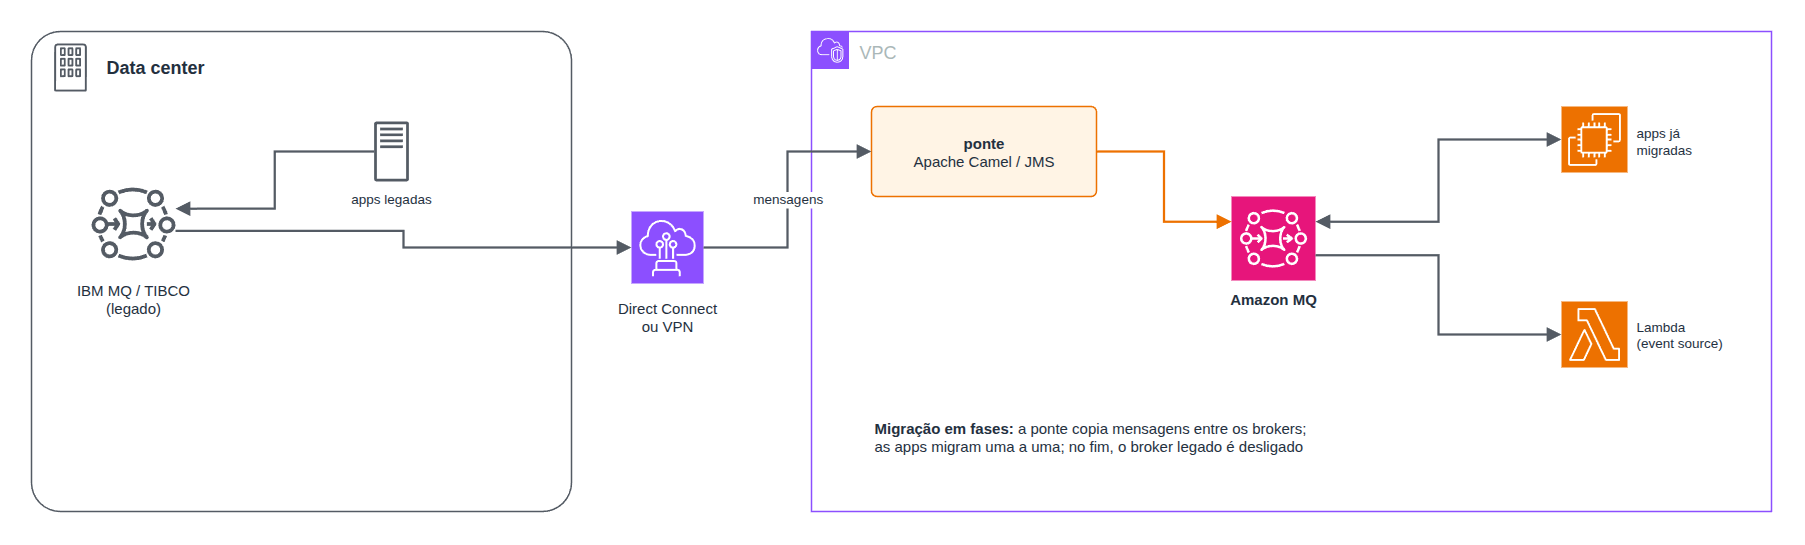 Data center
VPC
apps legadas
IBM MQ / TIBCO
(legado)
Direct Connect
ou VPN
mensagens
ponte
Apache Camel / JMS
Amazon MQ
apps já
migradas
Lambda
(event source)
Migração em fases: a ponte copia mensagens entre os brokers;
as apps migram uma a uma; no fim, o broker legado é desligado